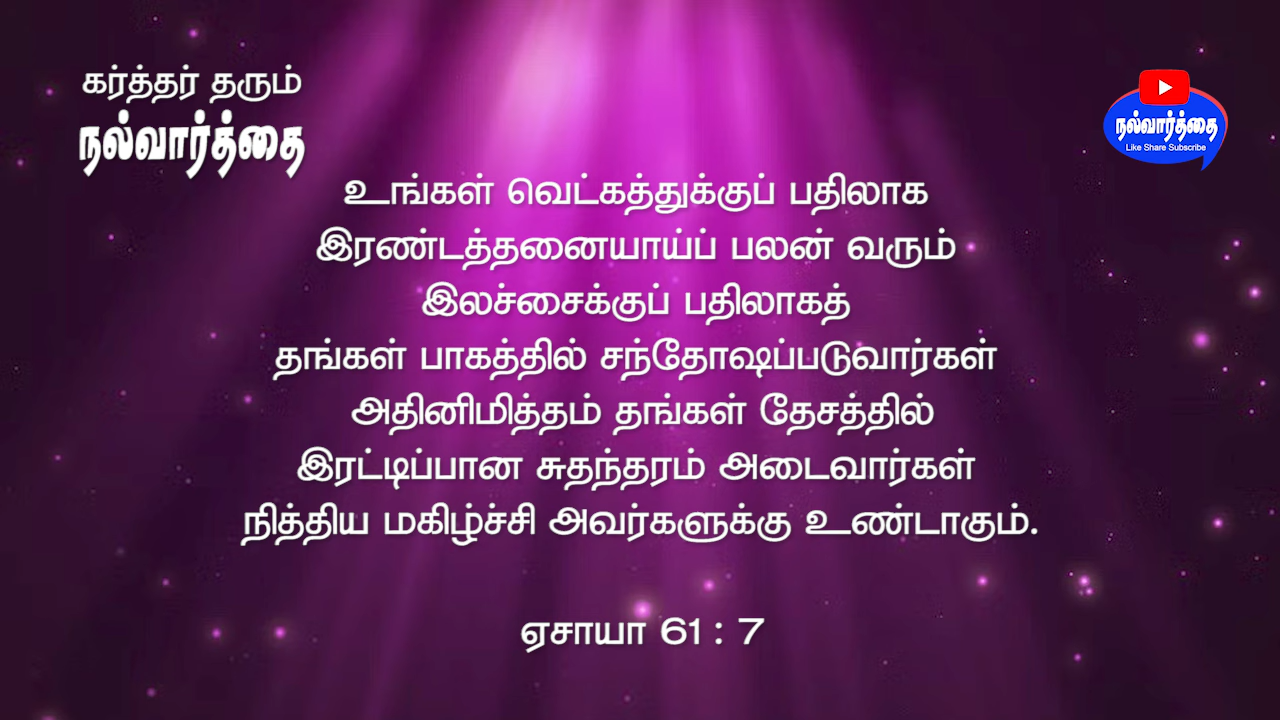 கர்த்தர் தரும்
நல்வார்த்தை
நல்வார்த்தை
Like Share Subscribe
உங்கள் வெட்கத்துக்குப் பதிலாக
இரண்டத்தனையாய்ப் பலன் வரும்
இலச்சைக்குப் பதிலாகத்
தங்கள் பாகத்தில் சந்தோஷப்படுவார்கள்
அதினிமித்தம் தங்கள் தேசத்தில்
இரட்டிப்பான சுதந்தரம் அடைவார்கள்
நித்திய மகிழ்ச்சி அவர்களுக்கு உண்டாகும்.
ஏசாயா 61 : 7